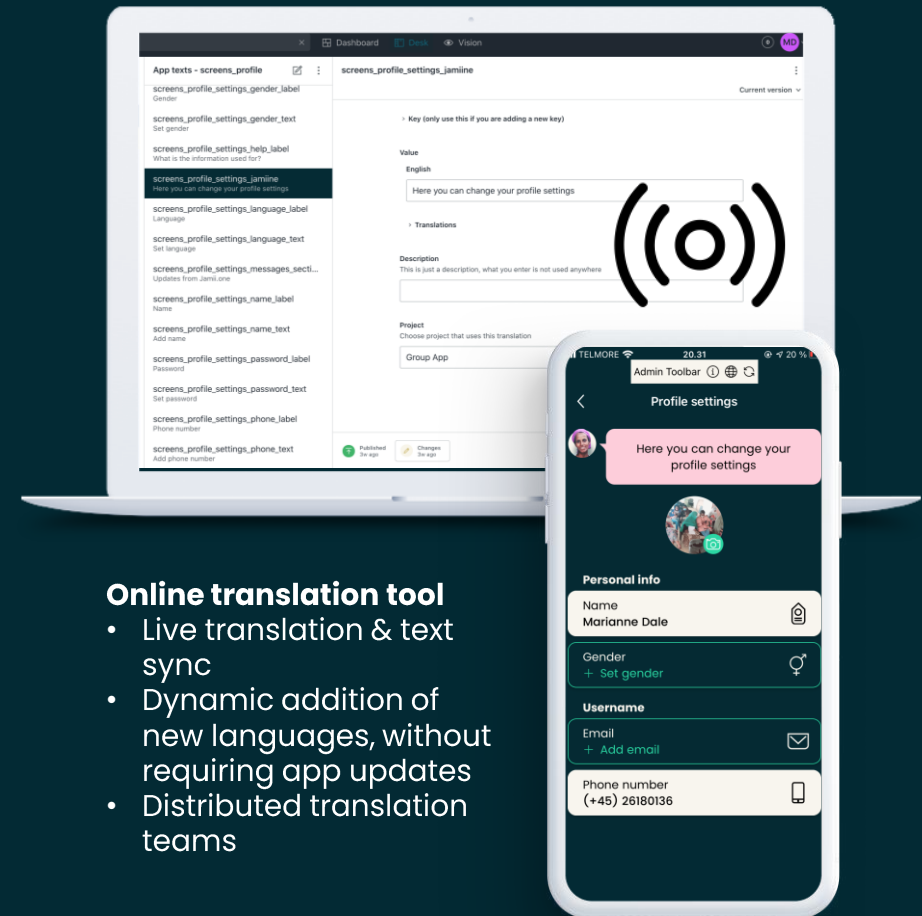 Dashboard
Desk
Vision
MD
App texts - screens_profile
screens_profile_settings_gender_label
Gender
screens_profile_settings_gender_text
Set gender
screens_profile_settings_help_label
What is the information used for?
screens_profile_settings_jamiine
Here you can change your profile settings
screens_profile_settings_language_label
Language
screens_profile_settings_language_text
Set language
screens_profile_settings_messages_secti...
Updates from Jamii.one
screens_profile_settings_name_label
Name
screens_profile_settings_name_text
Add name
screens_profile_settings_password_label
Password
screens_profile_settings_password_text
Set password
screens_profile_settings_phone_label
Phone number
screens_profile_settings_phone_text
Add phone number
screens_profile_settings_jamiine
Current version
Key (only use this if you are adding a new key)
Value
English
Here you can change your profile settings
Translations
Description
This is just a description, what you enter is not used anywhere
Project
Choose project that uses this translation
Group App
Published
3w ago
Changes
3w ago
TELMORE
20.31
20 %
Admin Toolbar
Profile settings
Here you can change your
profile settings
Personal info
Name
Marianne Dale
Gender
+ Set gender
Username
Email
+ Add email
Phone number
(+45) 26180136
Online translation tool
• Live translation & text
sync
• Dynamic addition of
new languages, without
requiring app updates
• Distributed translation
teams